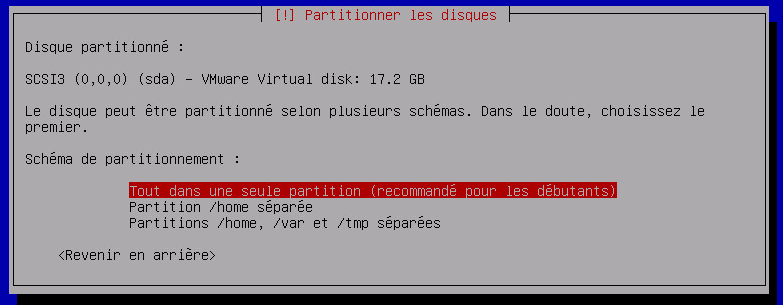 [!] Partitionner les disques
Disque partitionné :
SCSI3 (0,0,0) (sda) - VMware Virtual disk: 17.2 GB
Le disque peut être partitionné selon plusieurs schémas. Dans le doute, choisissez le
premier.
Schéma de partitionnement :
Tout dans une seule partition (recommandé pour les débutants)
Partition /home séparée
Partitions /home, /var et /tmp séparées
<Revenir en arrière>